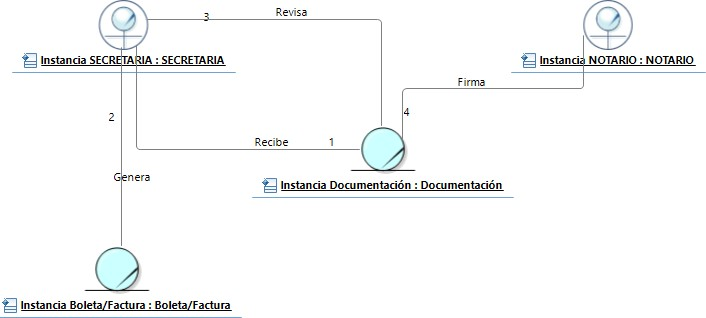 3
Revisa
Instancia SECRETARIA : SECRETARIA
Instancia NOTARIO : NOTARIO
Firma
2
4
Recibe
1
Genera
Instancia Documentación : Documentación
Instancia Boleta/Factura : Boleta/Factura